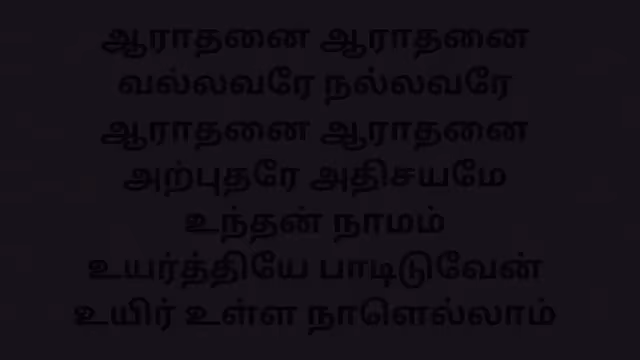 ஆராதனை ஆராதனை
வல்லவரே நல்லவரே
ஆராதனை ஆராதனை
அற்புதரே அதிசயமே
உந்தன் நாமம்
உயர்த்தியே பாடிடுவேன்
உயிர் உள்ள நாளெல்லாம்